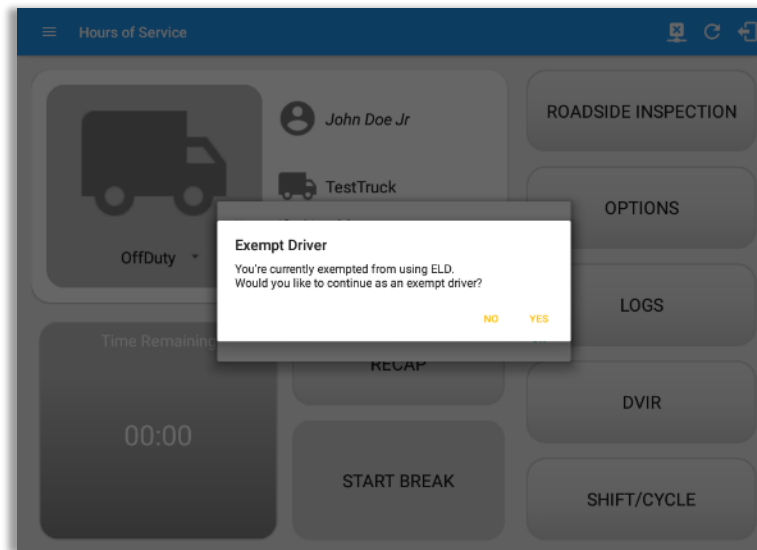 Hours of Service
John Doe Jr
TestTruck
OffDuty
Exempt Driver
You're currently exempted from using ELD.
Would you like to continue as an exempt driver?
NO YES
Time Remaining
00:00
RECAP
START BREAK
ROADSIDE INSPECTION
OPTIONS
LOGS
DVIR
SHIFT/CYCLE